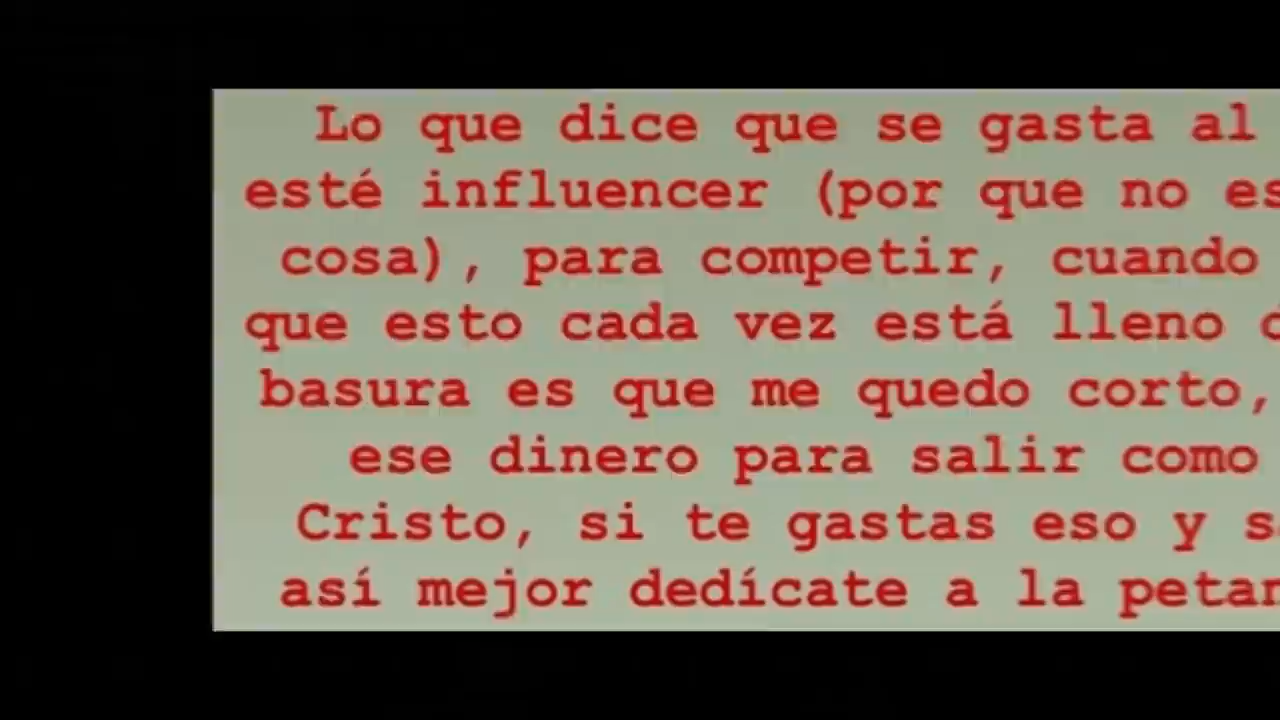 Lo que dice que se gasta al
esté influencer (por que no es
cosa), para competir, cuando
que esto cada vez está lleno
basura es que me quedo corto,
ese dinero para salir como
Cristo, si te gastas eso y
así mejor dedícate a la